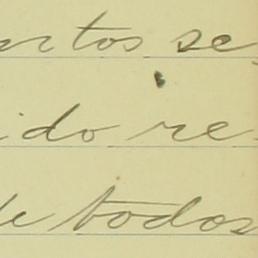 rtos se
ido re
de todos